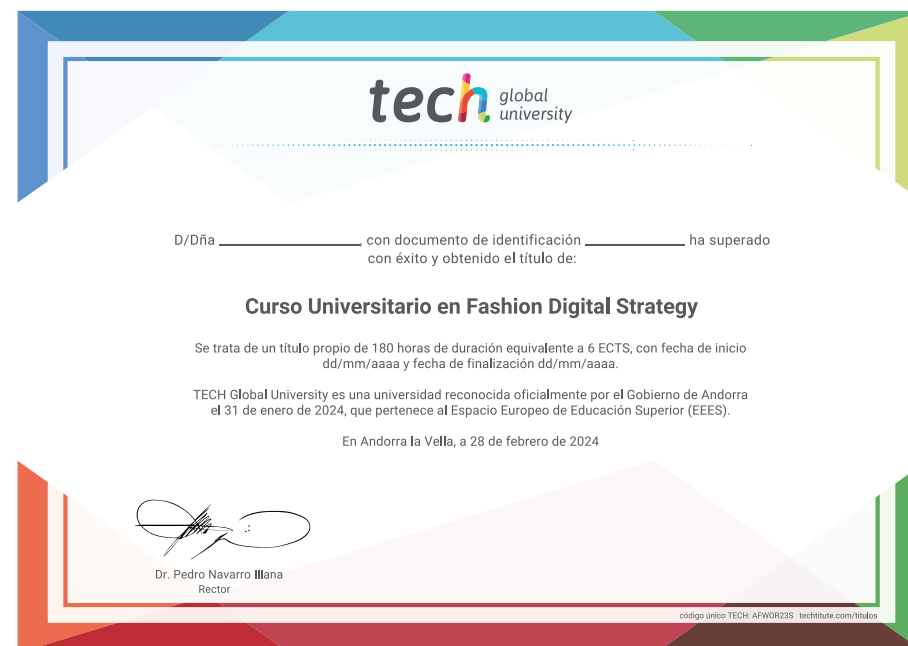 tech global university
D/Dña ____________________, con documento de identificación ______________ ha superado
con éxito y obtenido el título de:
Curso Universitario en Fashion Digital Strategy
Se trata de un título propio de 180 horas de duración equivalente a 6 ECTS, con fecha de inicio
dd/mm/aaaa y fecha de finalización dd/mm/aaaa.
TECH Global University es una universidad reconocida oficialmente por el Gobierno de Andorra
el 31 de enero de 2024, que pertenece al Espacio Europeo de Educación Superior (EEES).
En Andorra la Vella, a 28 de febrero de 2024
Dr. Pedro Navarro Illana
Rector
código único TECH: AFWOR23S techtitute.com/titulos